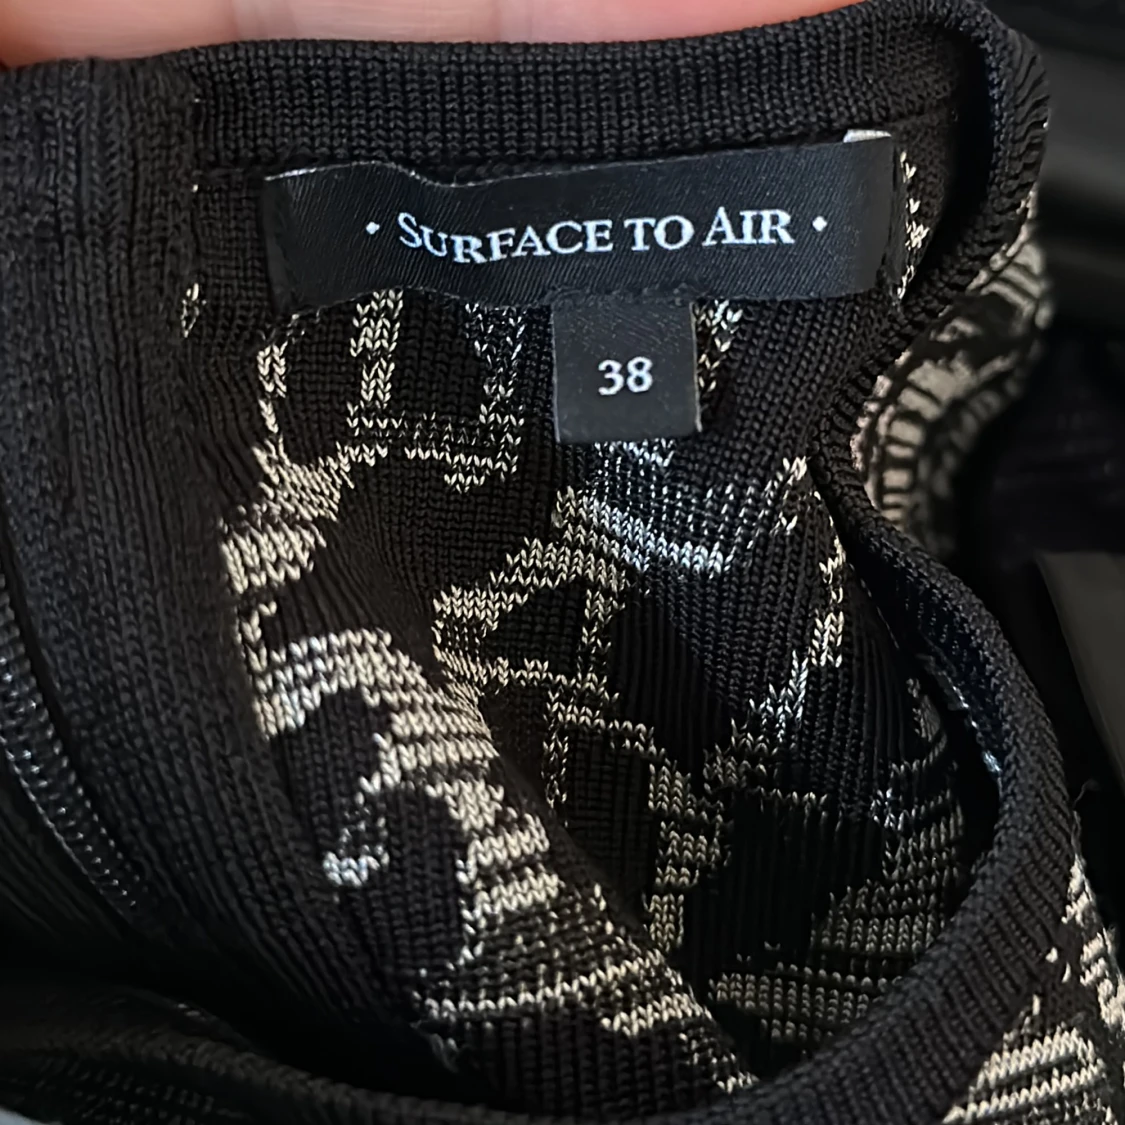 • SURFACE TO AIR •
38